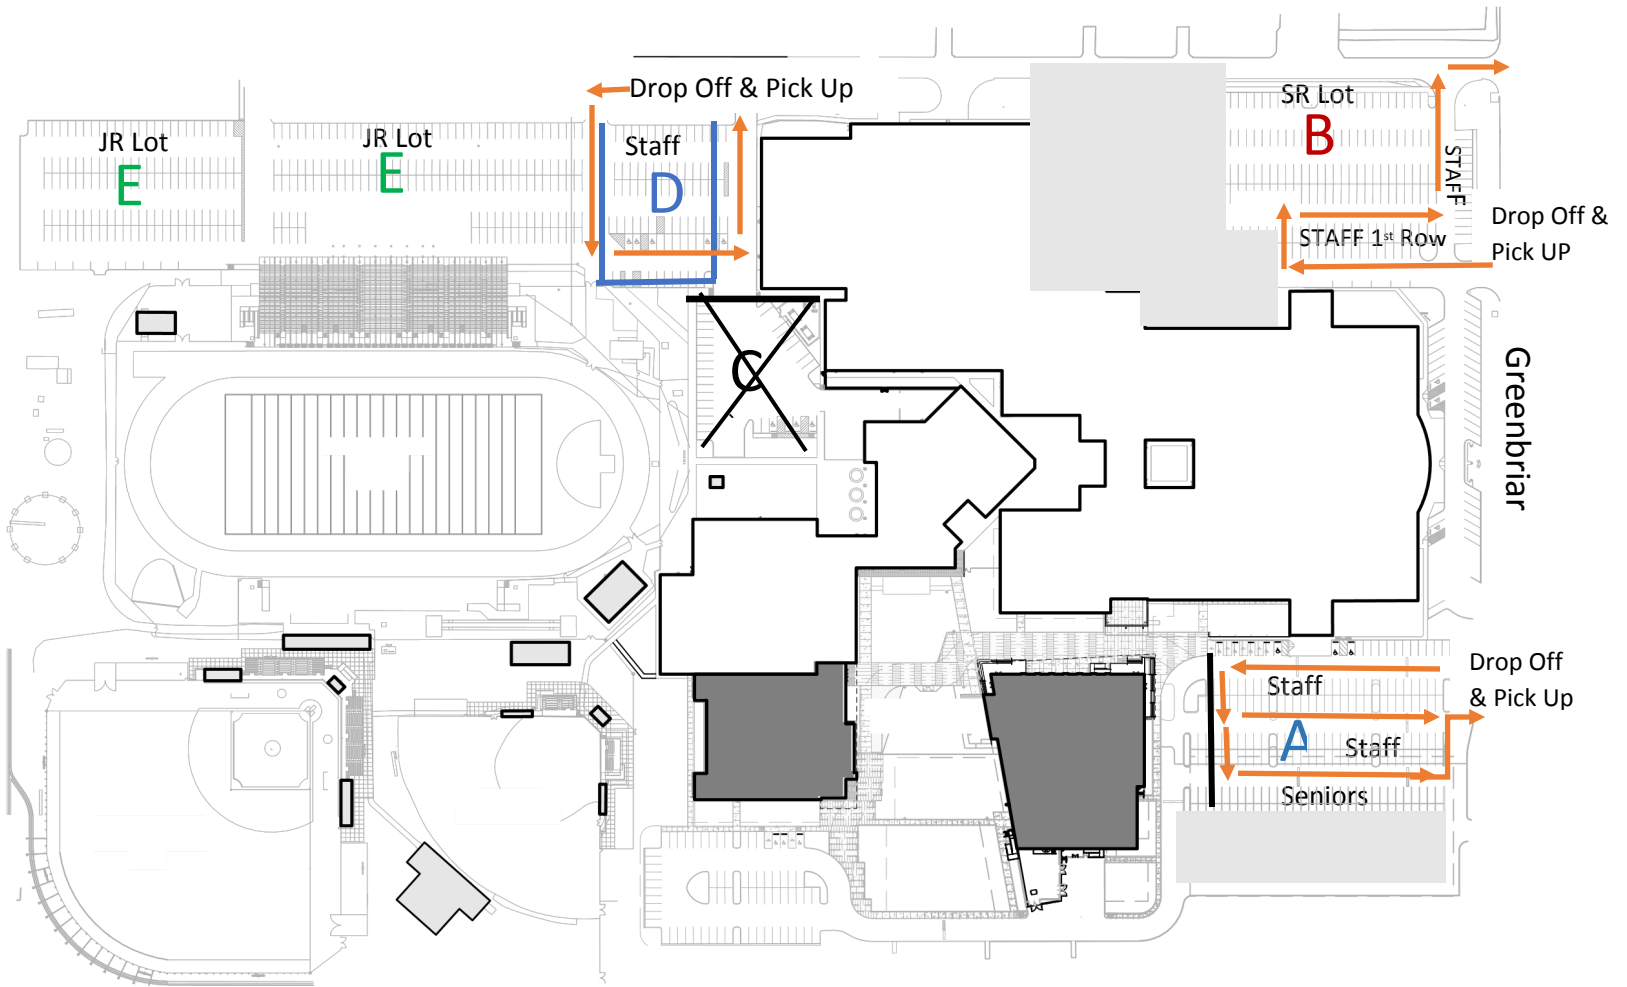 Drop Off & Pick Up
JR Lot
E
JR Lot
E
Staff
D
SR Lot
B
STAFF
STAFF 1st Row
Drop Off &
Pick UP
C
Greenbriar
Drop Off
& Pick Up
Staff
A
Staff
Seniors